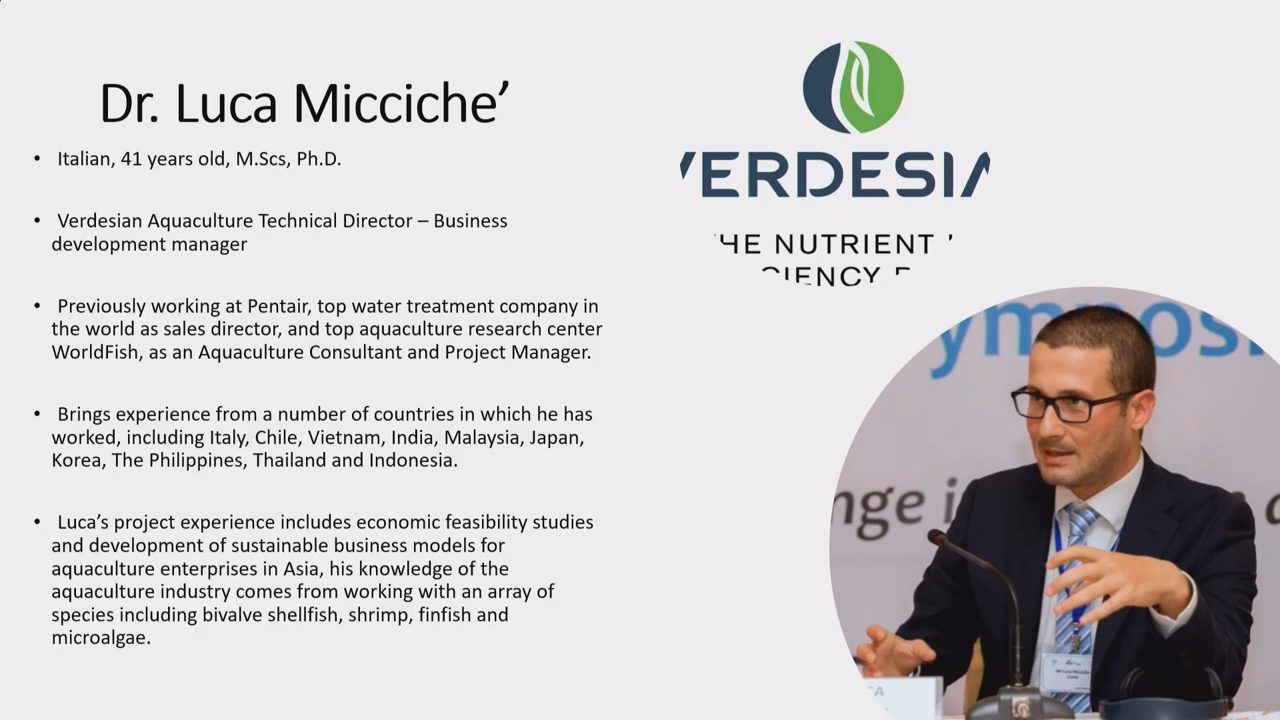 Dr. Luca Micciche’
• Italian, 41 years old, M.Scs, Ph.D.
• Verdesian Aquaculture Technical Director – Business
development manager
• Previously working at Pentair, top water treatment company in
the world as sales director, and top aquaculture research center
WorldFish, as an Aquaculture Consultant and Project Manager.
• Brings experience from a number of countries in which he has
worked, including Italy, Chile, Vietnam, India, Malaysia, Japan,
Korea, The Philippines, Thailand and Indonesia.
• Luca’s project experience includes economic feasibility studies
and development of sustainable business models for
aquaculture enterprises in Asia, his knowledge of the
aquaculture industry comes from working with an array of
species including bivalve shellfish, shrimp, finfish and
microalgae.
VERDESIA
HE NUTRIENT
CIENCY
ymposi
nge i